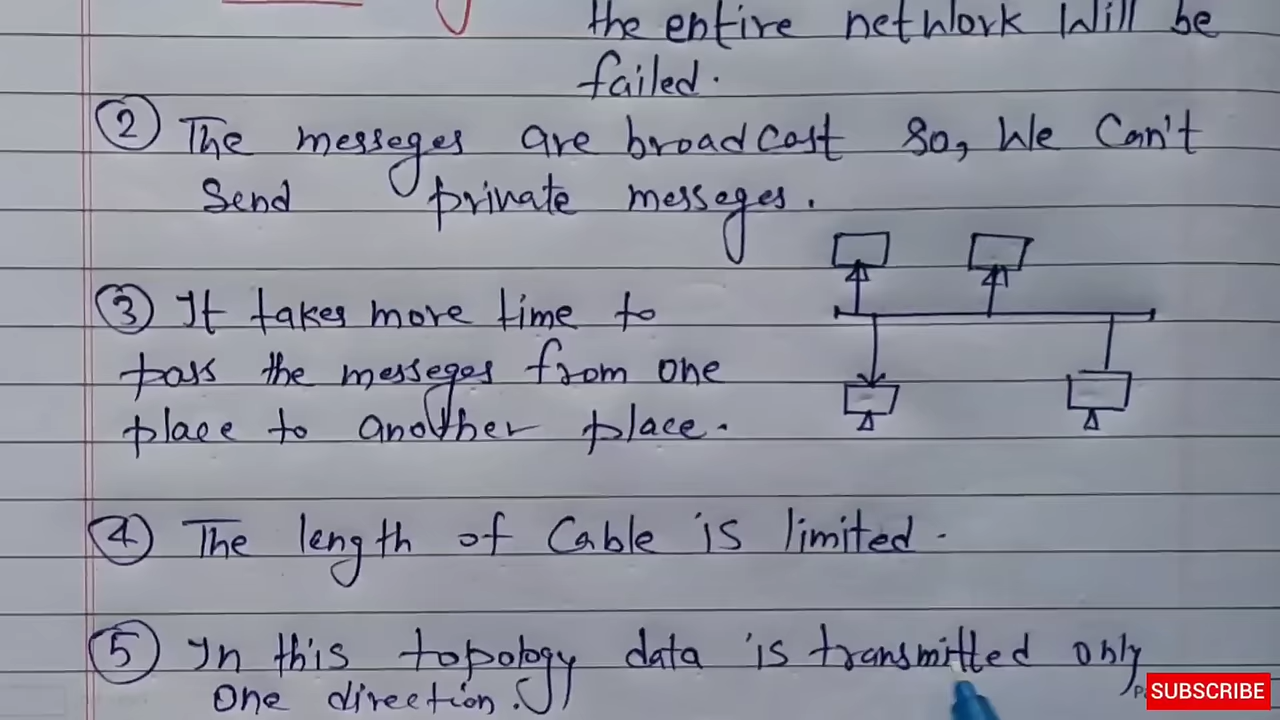 the entire network will be
failed.
② The messeges are broadcast so, we can't
Send private messeges.
③ It takes more time to
pass the messeges from one
place to another place.
④ The length of Cable is limited.
⑤ In this topology data is transmitted only
one direction.
SUBSCRIBE